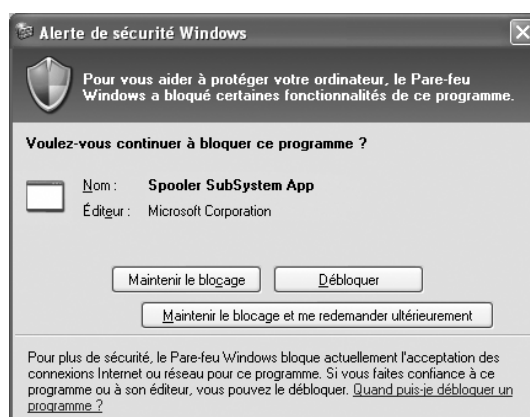 Alerte de sécurité Windows
Pour vous aider à protéger votre ordinateur, le Pare-feu
Windows a bloqué certaines fonctionnalités de ce programme.
Voulez-vous continuer à bloquer ce programme ?
Nom : Spooler SubSystem App
Éditeur : Microsoft Corporation
Maintenir le blocage Débloquer
Maintenir le blocage et me redemander ultérieurement
Pour plus de sécurité, le Pare-feu Windows bloque actuellement l'acceptation des
connexions Internet ou réseau pour ce programme. Si vous faites confiance à ce
programme ou à son éditeur, vous pouvez le débloquer. Quand puis-je débloquer un
programme ?